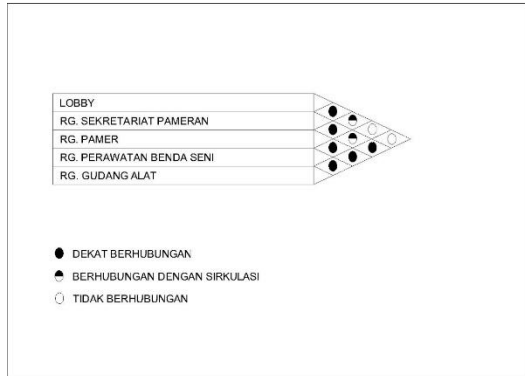 LOBBY
RG. SEKRETARIAT PAMERAN
RG. PAMER
RG. PERAWATAN BENDA SENI
RG. GUDANG ALAT
DEKAT BERHUBUNGAN
BERHUBUNGAN DENGAN SIRKULASI
TIDAK BERHUBUNGAN